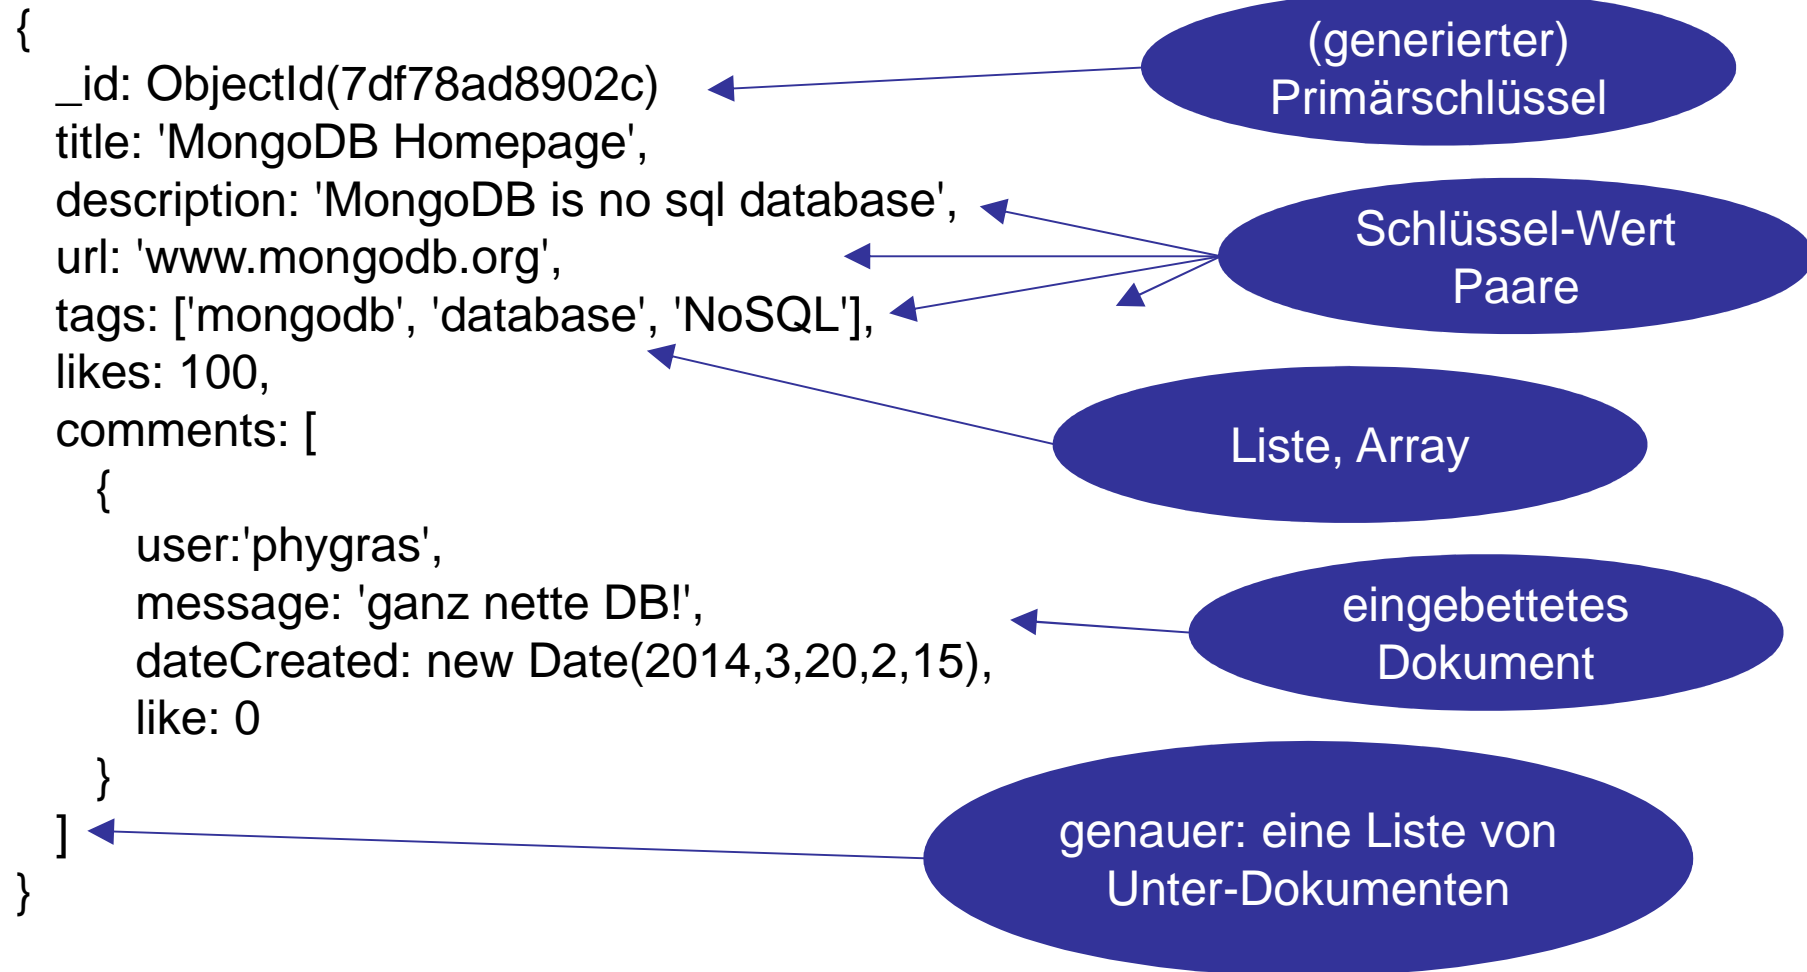 {
_id: ObjectId(7df78ad8902c)
title: 'MongoDB Homepage',
description: 'MongoDB is no sql database',
url: 'www.mongodb.org',
tags: ['mongodb', 'database', 'NoSQL'],
likes: 100,
comments: [
{
user:'phygras',
message: 'ganz nette DB!',
dateCreated: new Date(2014,3,20,2,15),
like: 0
}
]
}
(generierter)
Primärschlüssel
Schlüssel-Wert
Paare
Liste, Array
eingebettetes
Dokument
genauer: eine Liste von
Unter-Dokumenten